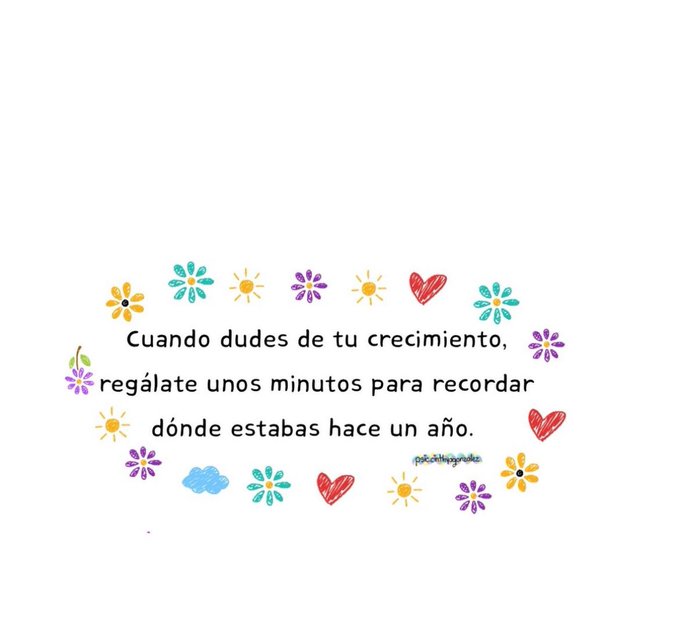 Cuando dudes de tu crecimiento,
regálate unos minutos para recordar
dónde estabas hace un año.